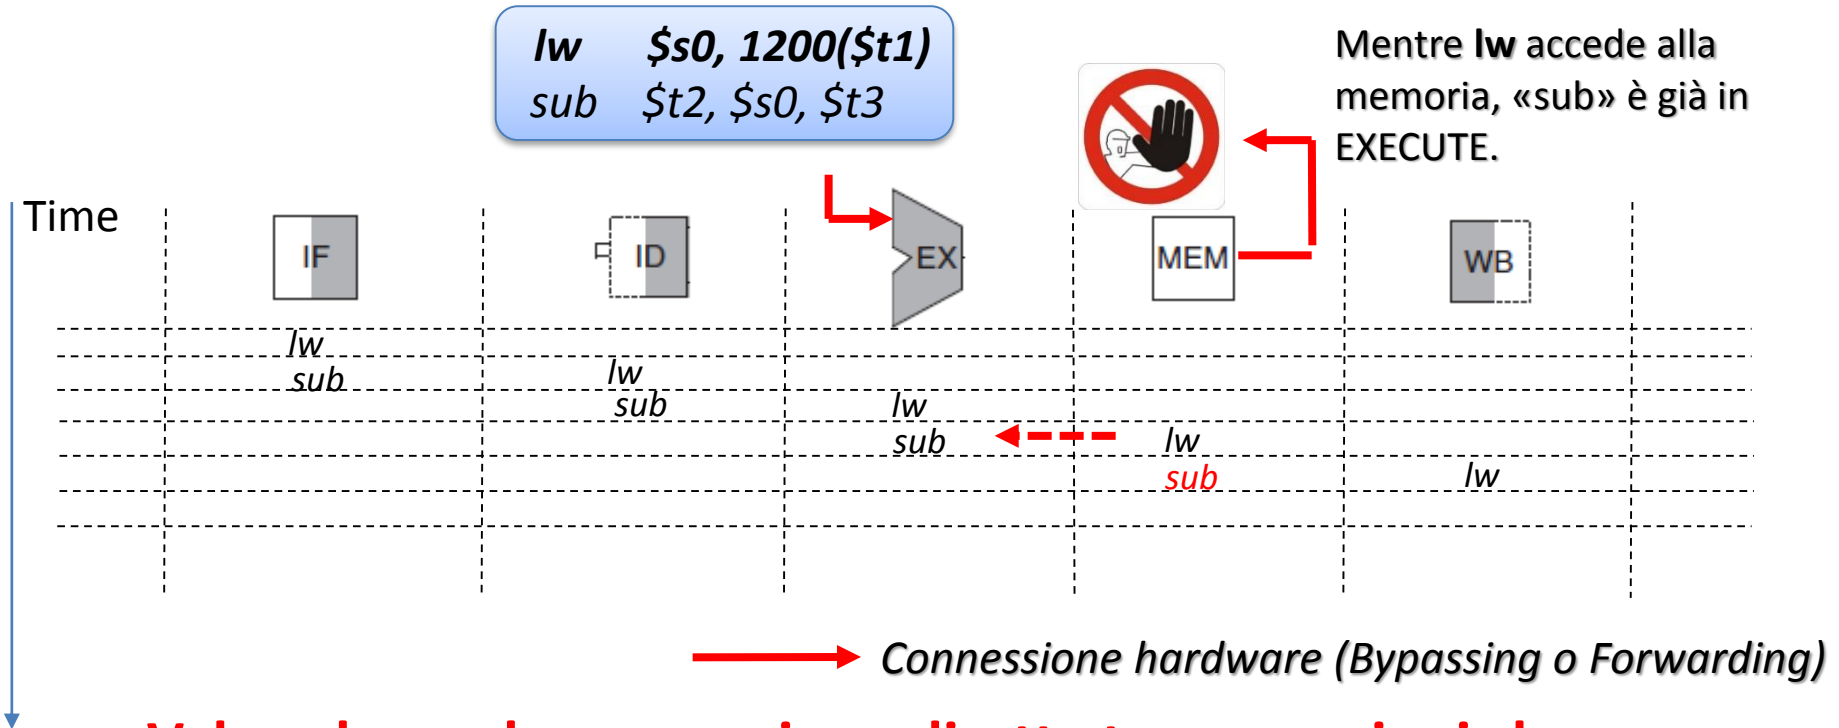 lw $s0, 1200($t1)
sub $t2, $s0, $t3
Mentre lw accede alla
memoria, «sub» è già in
EXECUTE.
Time
IF ID EX MEM WB
lw
sub lw
sub lw
sub lw
sub lw
Connessione hardware (Bypassing o Forwarding)